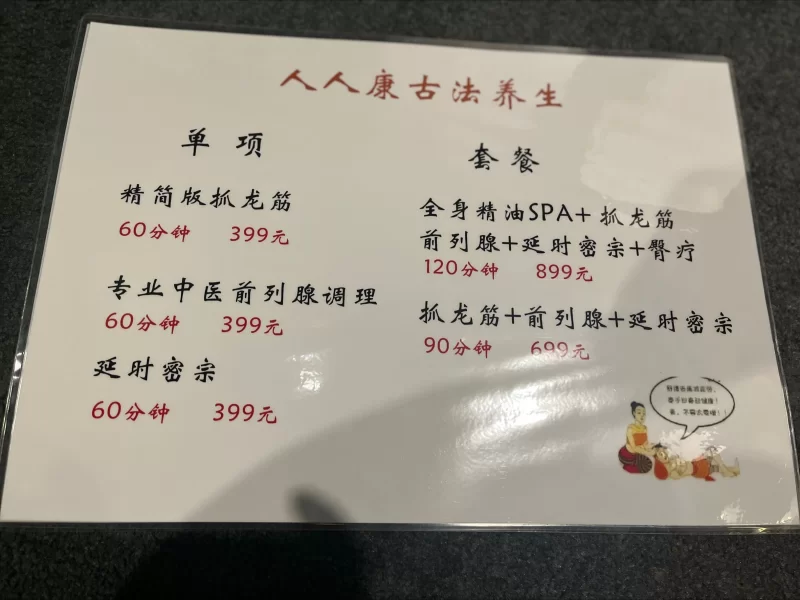 人人康古法养生
单项
精简版抓龙筋
60分钟 399元
专业中医前列腺调理
60分钟 399元
延时密宗
60分钟 399元
套餐
全身精油SPA+抓龙筋
前列腺+延时密宗+臀疗
120分钟 899元
抓龙筋+前列腺+延时密宗
90分钟 699元